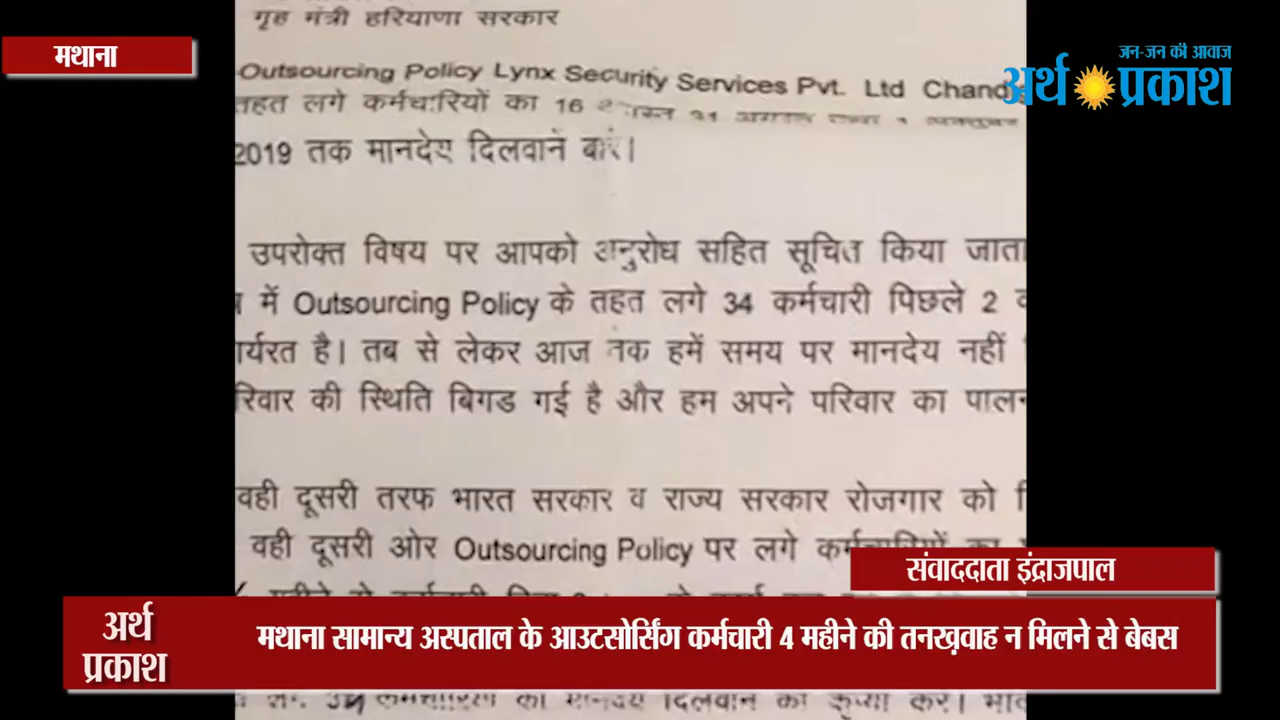 गृह मंत्री हरियाणा सरकार
मथाना
जन-जन की आवाज
अर्थ प्रकाश
Outsourcing Policy Lynx Security Services Pvt. Ltd
तहत लगे कर्मचारियों का 16
2019 तक मानदेए दिलवाने बारे।
उपरोक्त विषय पर आपको अनुरोध सहित सूचित किया जाता
में Outsourcing Policy के तहत लगे 34 कर्मचारी पिछले 2
है। तब से लेकर आज तक हमें समय पर मानदेय नहीं
की स्थिति बिगड गई है और हम अपने परिवार का
वही दूसरी तरफ भारत सरकार व राज्य सरकार रोजगार को
वही दूसरी ओर Outsourcing Policy पर लगे
संवाददाता इंद्राजपाल
अर्थ प्रकाश
मथाना सामान्य अस्पताल के आउटसोर्सिंग कर्मचारी 4 महीने की तनख़्वाह न मिलने से बेबस